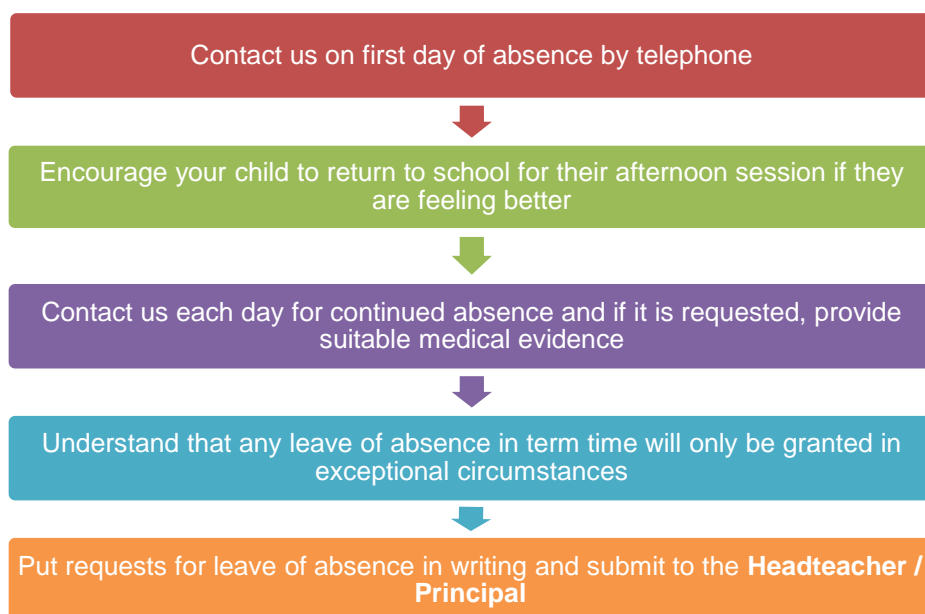 Contact us on first day of absence by telephone
Encourage your child to return to school for their afternoon session if they
are feeling better
Contact us each day for continued absence and if it is requested, provide
suitable medical evidence
Understand that any leave of absence in term time will only be granted in
exceptional circumstances
Put requests for leave of absence in writing and submit to the Headteacher /
Principal